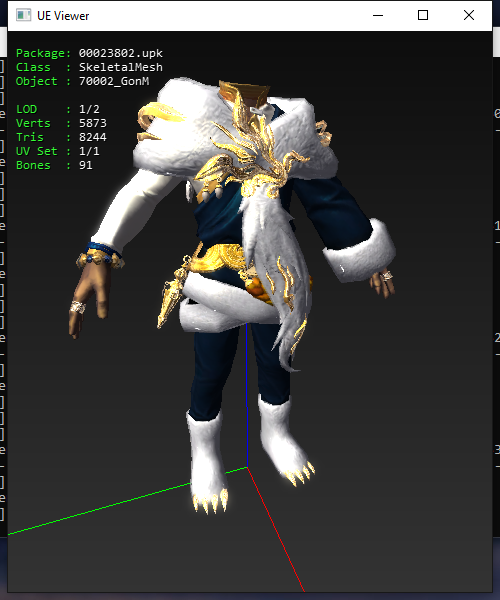 UE Viewer
Package: 00023802.upk
Class : SkeletalMesh
Object : 70002_GonM
LOD : 1/2
Verts : 5873
Tris : 8244
UV Set : 1/1
Bones : 91